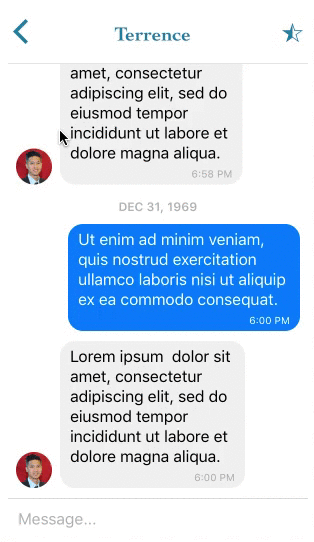 Terrence
amet, consectetur
adipiscing elit, sed do
eiusmod tempor
incididunt ut labore et
dolore magna aliqua.
6:58 PM
DEC 31, 1969
Ut enim ad minim veniam,
quis nostrud exercitation
ullamco laboris nisi ut aliquip
ex ea commodo consequat.
6:00 PM
Lorem ipsum  dolor sit
amet, consectetur
adipiscing elit, sed do
eiusmod tempor
incididunt ut labore et
dolore magna aliqua.
6:00 PM
Message...